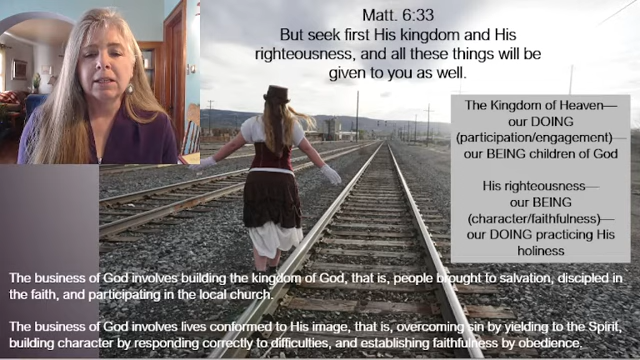 Matt. 6:33
But seek first His kingdom and His
righteousness, and all these things will be
given to you as well.
The Kingdom of Heaven—
our DOING
(participation/engagement)—
our BEING children of God
His righteousness—
our BEING
(character/faithfulness)—
our DOING practicing His
holiness
The business of God involves building the kingdom of God, that is, people brought to salvation, discipled in
the faith, and participating in the local church.
The business of God involves lives conformed to His image, that is, overcoming sin by yielding to the Spirit,
building character by responding correctly to difficulties, and establishing faithfulness by obedience.